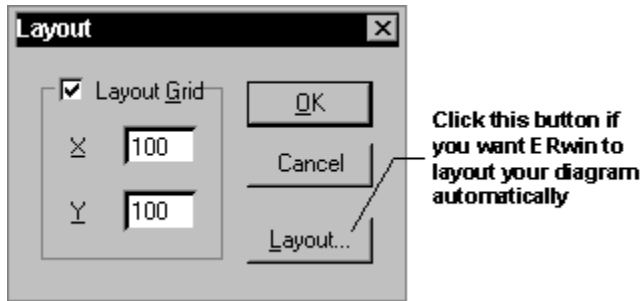 Layout
Layout Grid
X 100
Y 100
OK
Cancel
Layout...
Click this button if
you want ERwin to
layout your diagram
automatically